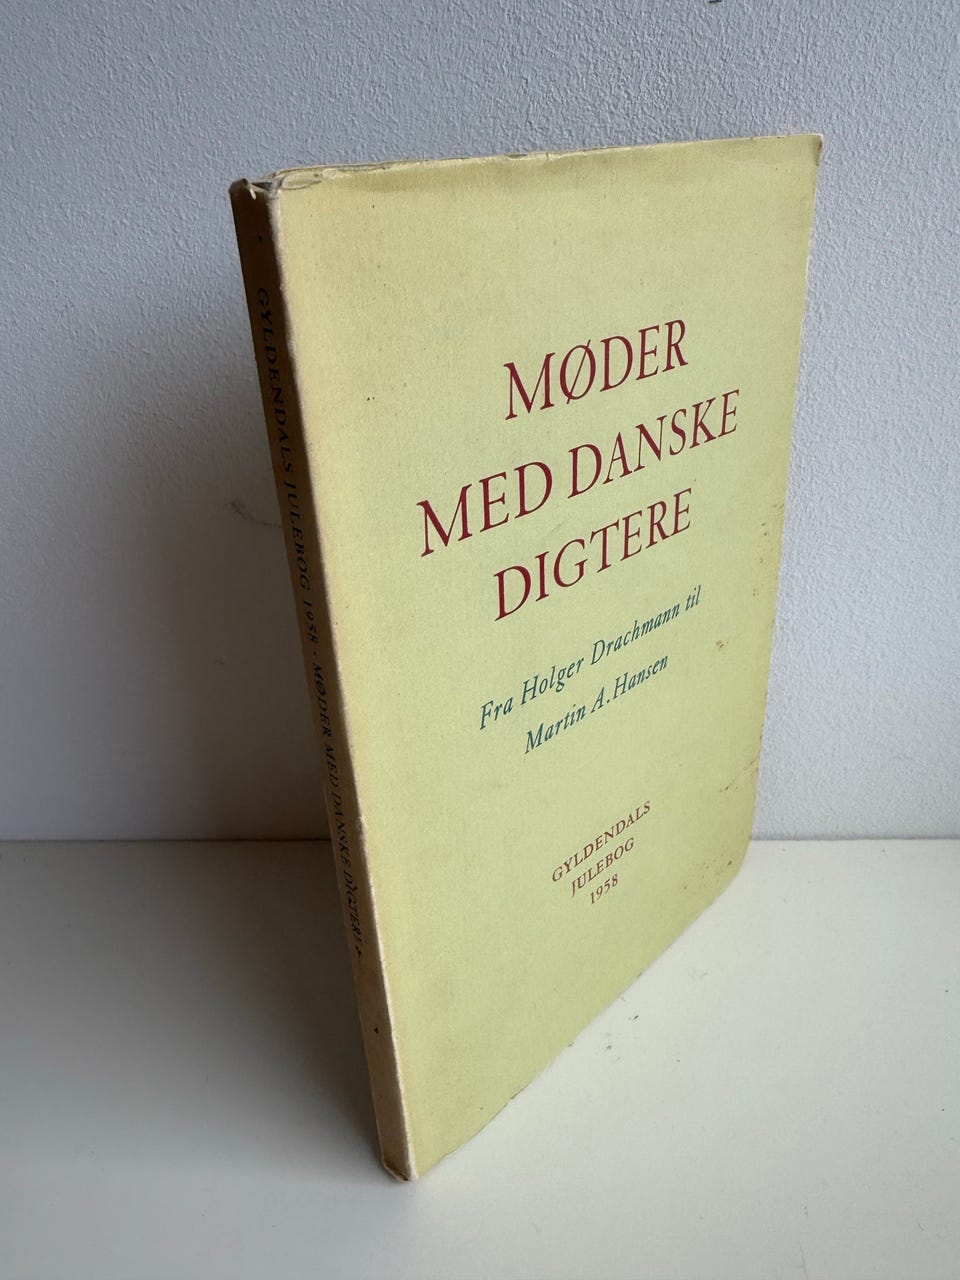 GYLDENDALS JULEBOG 1958 · MØDER MED DANSKE DIGTERE
MØDER
MED DANSKE
DIGTERE
Fra Holger Drachmann til
Martin A. Hansen
GYLDENDALS
JULEBOG
1958